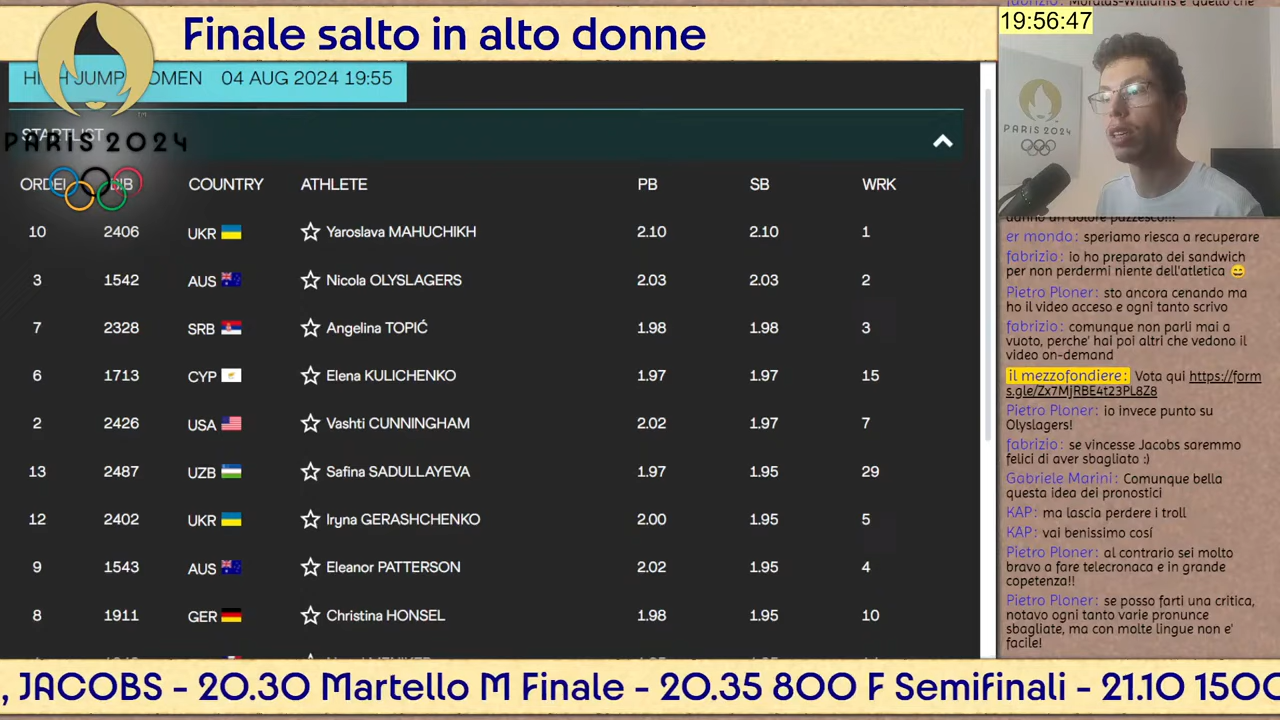 Finale salto in alto donne
19:56:47
HIGH JUMP WOMEN 04 AUG 2024 19:55
STARTLIST
PARIS 2024
PARIS 2024
COUNTRY ATHLETE PB SB WRK
10 2406 UKR Yaroslava MAHUCHIKH 2.10 2.10 1
3 1542 AUS Nicola OLYSLAGERS 2.03 2.03 2
7 2328 SRB Angelina TOPIĆ 1.98 1.98 3
6 1713 CYP Elena KULICHENKO 1.97 1.97 15
2 2426 USA Vashti CUNNINGHAM 2.02 1.97 7
13 2487 UZB Safina SADULLAYEVA 1.97 1.95 29
12 2402 UKR Iryna GERASHCHENKO 2.00 1.95 5
9 1543 AUS Eleanor PATTERSON 2.02 1.95 4
8 1911 GER Christina HONSEL 1.98 1.95 10
er mondo: speriamo riesca a recuperare
fabrizio: io ho preparato dei sandwich
per non perdermi niente dell'atletica 😄
Pietro Ploner: sto ancora cenando ma
ho il video acceso e ogni tanto scrivo
fabrizio: comunque non parli mai a
vuoto, perche' hai poi altri che vedono il
video on-demand
il mezzofondiere: Vota qui https://form
s.gle/Zx7MjRBE4t23PL8Z8
Pietro Ploner: io invece punto su
Olyslagers!
fabrizio: se vincesse Jacobs saremmo
felici di aver sbagliato :)
Gabriele Marini: Comunque bella
questa idea dei pronostici
KAP: ma lascia perdere i troll
KAP: vai benissimo cosí
Pietro Ploner: al contrario sei molto
bravo a fare telecronaca e in grande
copetenza!!
Pietro Ploner: se posso farti una critica,
notavo ogni tanto varie pronunce
sbagliate, ma con molte lingue non e'
facile!
, JACOBS - 20.30 Martello M Finale - 20.35 800 F Semifinali - 21.10 1500